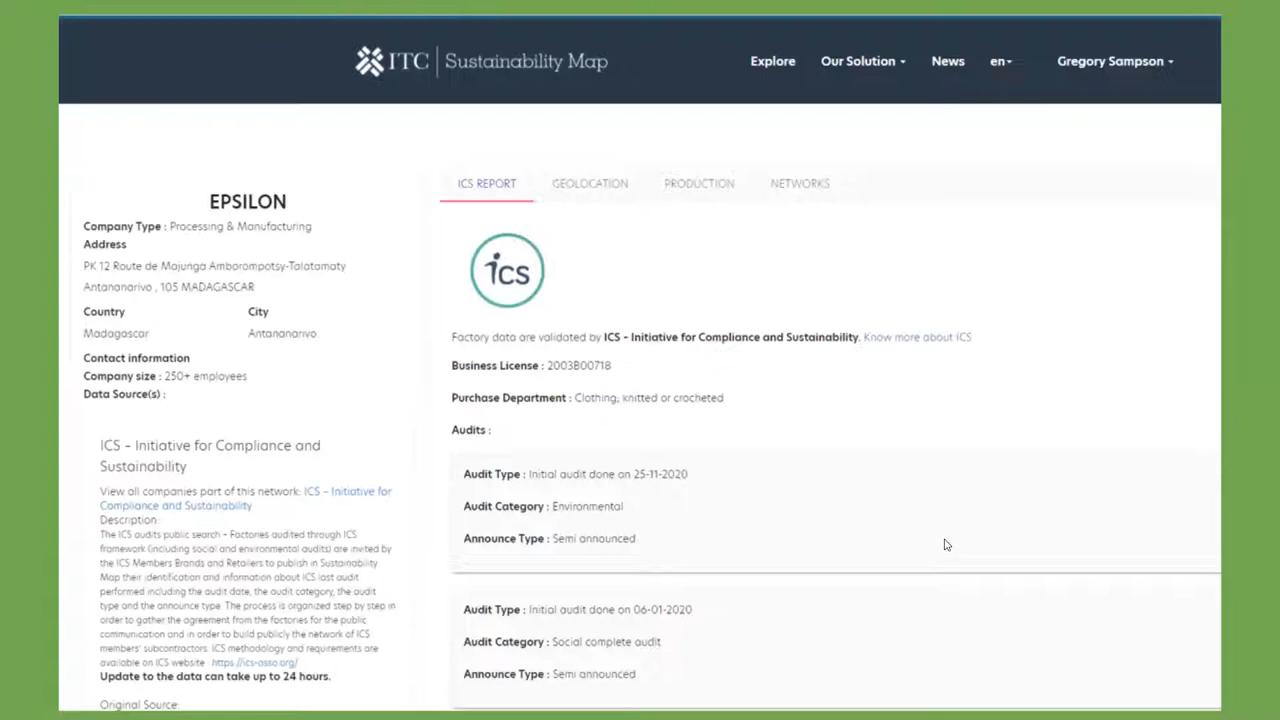 ITC | Sustainability Map
Explore Our Solution News en Gregory Sampson
EPSILON
Company Type : Processing & Manufacturing
Address
PK 12 Route de Majunga Amborompotsy-Talatamaty
Antananarivo , 105 MADAGASCAR
Country City
Madagascar Antananarivo
Contact information
Company size : 250+ employees
Data Source(s) :
ICS - Initiative for Compliance and
Sustainability
View all companies part of this network: ICS - Initiative for
Compliance and Sustainability
Description:
The ICS audits public search - Factories audited through ICS
framework (including social and environmental audits) are invited by
the ICS Members Brands and Retailers to publish in Sustainability
Map their identification and information about ICS last audit
performed including the audit date, the audit category, the audit
type and the announce type. The process is organized step by step in
order to gather the agreement from the factories for the public
communication and in order to build publicly the network of ICS
members' subcontractors. ICS methodology and requirements are
available on ICS website : https://ics-asso.org/
Update to the data can take up to 24 hours.
Original Source:
ICS REPORT GEOLOCATION PRODUCTION NETWORKS
ics
Factory data are validated by ICS - Initiative for Compliance and Sustainability. Know more about ICS
Business License : 2003B00718
Purchase Department : Clothing; knitted or crocheted
Audits :
Audit Type : Initial audit done on 25-11-2020
Audit Category : Environmental
Announce Type : Semi announced
Audit Type : Initial audit done on 06-01-2020
Audit Category : Social complete audit
Announce Type : Semi announced